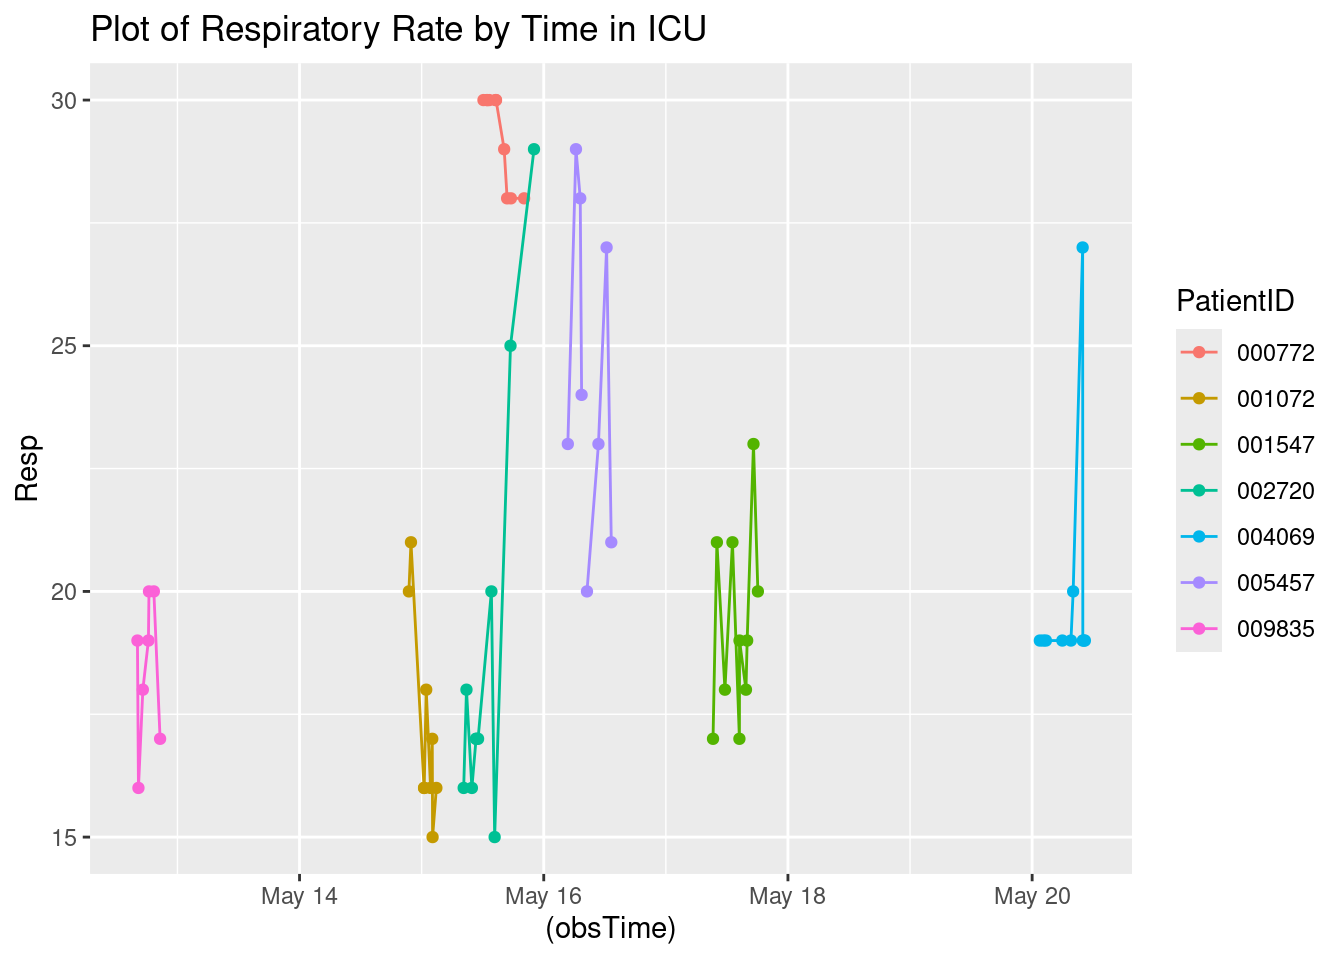 Plot of Respiratory Rate by Time in ICU
30
25
20
15
Resp
May 14
May 16
May 18
May 20
(obsTime)
PatientID
000772
001072
001547
002720
004069
005457
009835